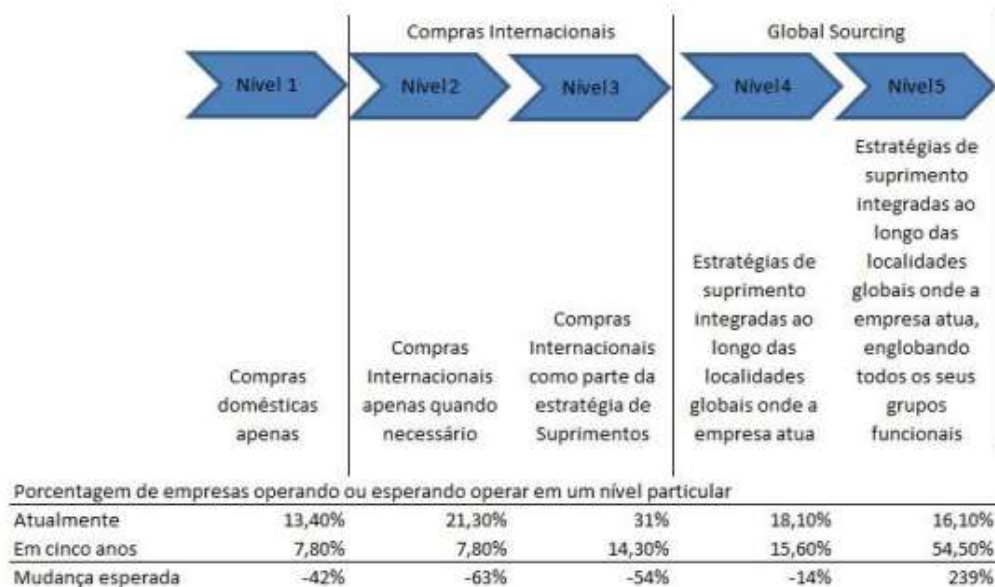 Compras Internacionais
Global Sourcing
Nível 1
Nível2
Nível3
Nível4
Nível5
Compras
domésticas
apenas
Compras
Internacionais
apenas quando
necessário
Compras
Internacionais
como parte da
estratégia de
Suprimentos
Estratégias de
suprimento
integradas ao
longo das
localidades
globais onde a
empresa atua
Estratégias de
suprimento
integradas ao
longo das
localidades
globais onde a
empresa atua,
englobando
todos os seus
grupos
funcionais
Porcentagem de empresas operando ou esperando operar em um nível particular
Atualmente 13,40% 21,30% 31% 18,10% 16,10%
Em cinco anos 7,80% 7,80% 14,30% 15,60% 54,50%
Mudança esperada -42% -63% -54% -14% 239%